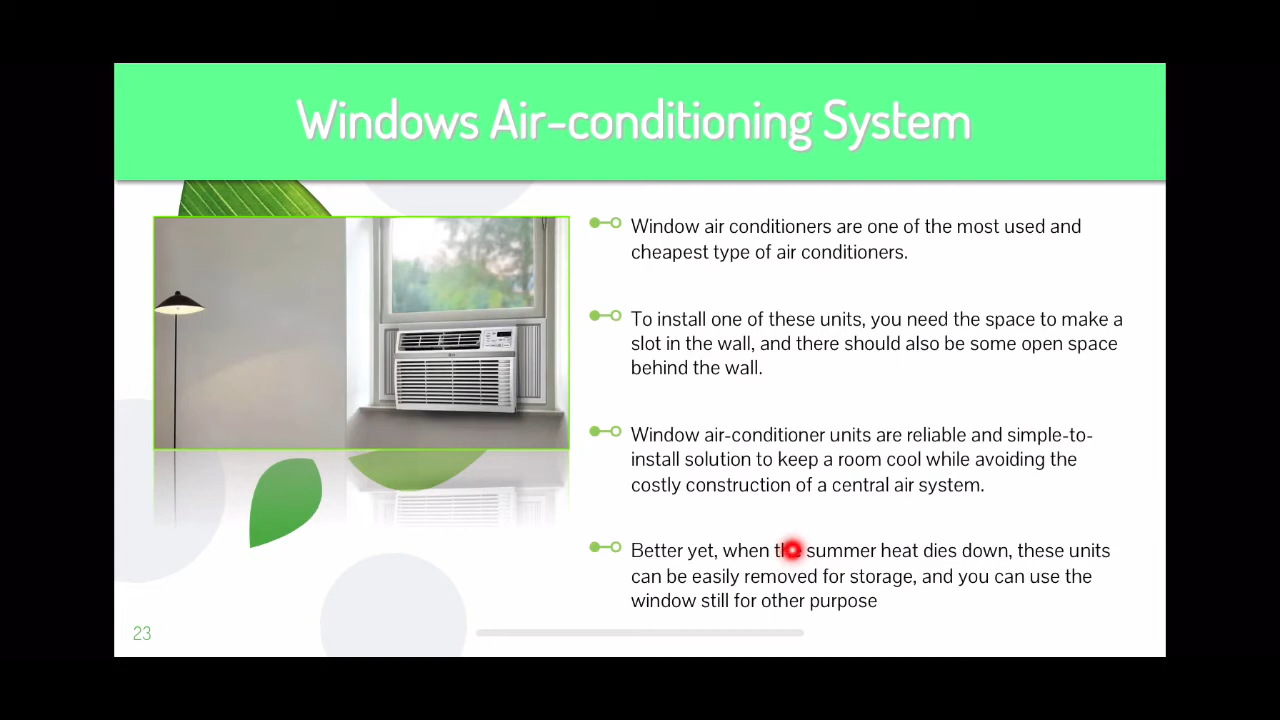 Windows Air-conditioning System
Window air conditioners are one of the most used and
cheapest type of air conditioners.
To install one of these units, you need the space to make a
slot in the wall, and there should also be some open space
behind the wall.
Window air-conditioner units are reliable and simple-to-
install solution to keep a room cool while avoiding the
costly construction of a central air system.
Better yet, when the summer heat dies down, these units
can be easily removed for storage, and you can use the
window still for other purpose
23